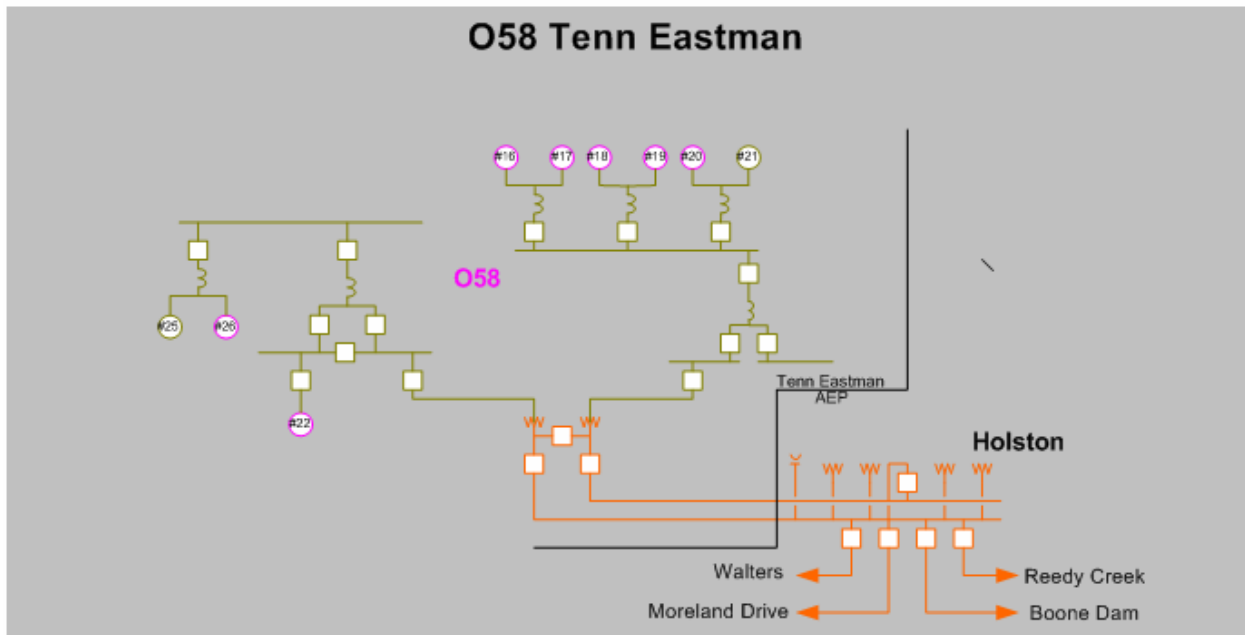 O58 Tenn Eastman
#16
#17
#18
#19
#20
#21
O58
#25
#26
#22
Tenn Eastman
AEP
Holston
Walters
Reedy Creek
Moreland Drive
Boone Dam